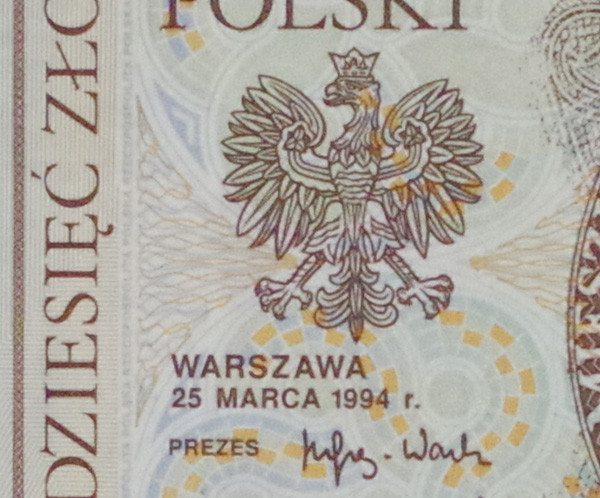 POLSKI
DZIESIĘĆ ZŁO
WARSZAWA
25 MARCA 1994 r.
PREZES